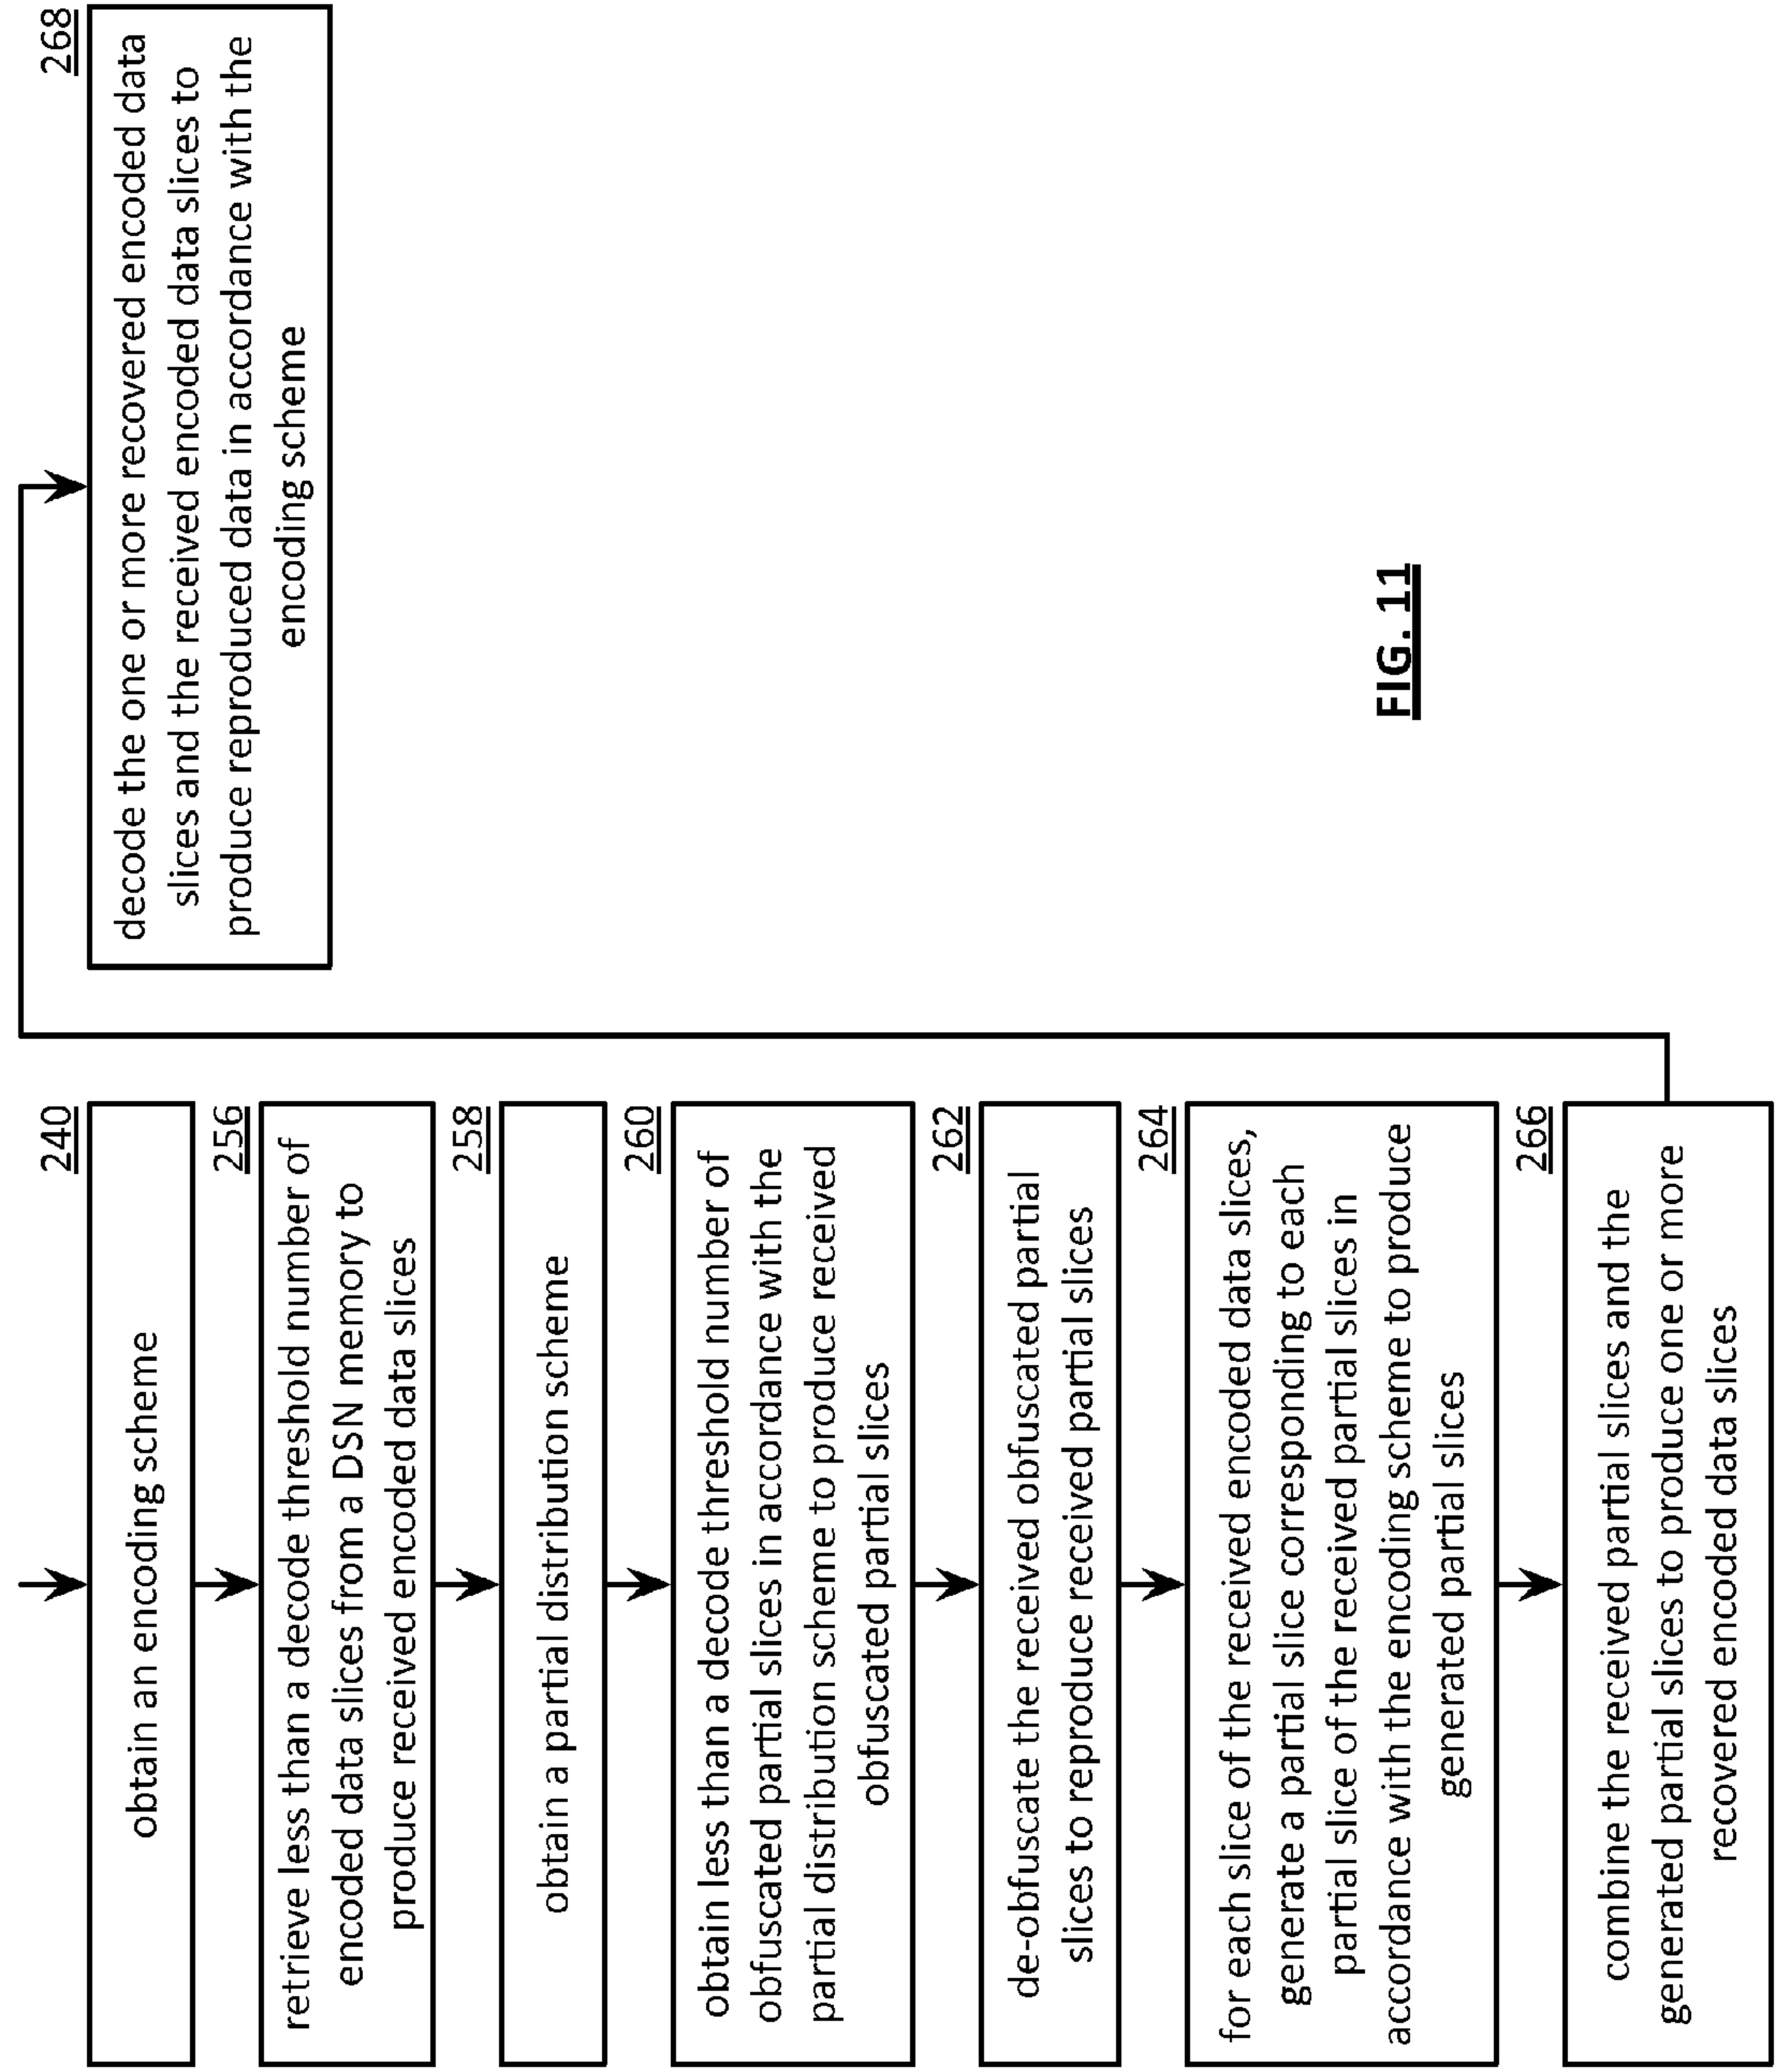 240
obtain an encoding scheme
256
retrieve less than a decode threshold number of
encoded data slices from a DSN memory to
produce received encoded data slices
258
obtain a partial distribution scheme
260
obtain less than a decode threshold number of
obfuscated partial slices in accordance with the
partial distribution scheme to produce received
obfuscated partial slices
262
de-obfuscate the received obfuscated partial
slices to reproduce received partial slices
264
for each slice of the received encoded data slices,
generate a partial slice corresponding to each
partial slice of the received partial slices in
accordance with the encoding scheme to produce
generated partial slices
266
combine the received partial slices and the
generated partial slices to produce one or more
recovered encoded data slices
268
decode the one or more recovered encoded data
slices and the received encoded data slices to
produce reproduced data in accordance with the
encoding scheme
FIG. 11